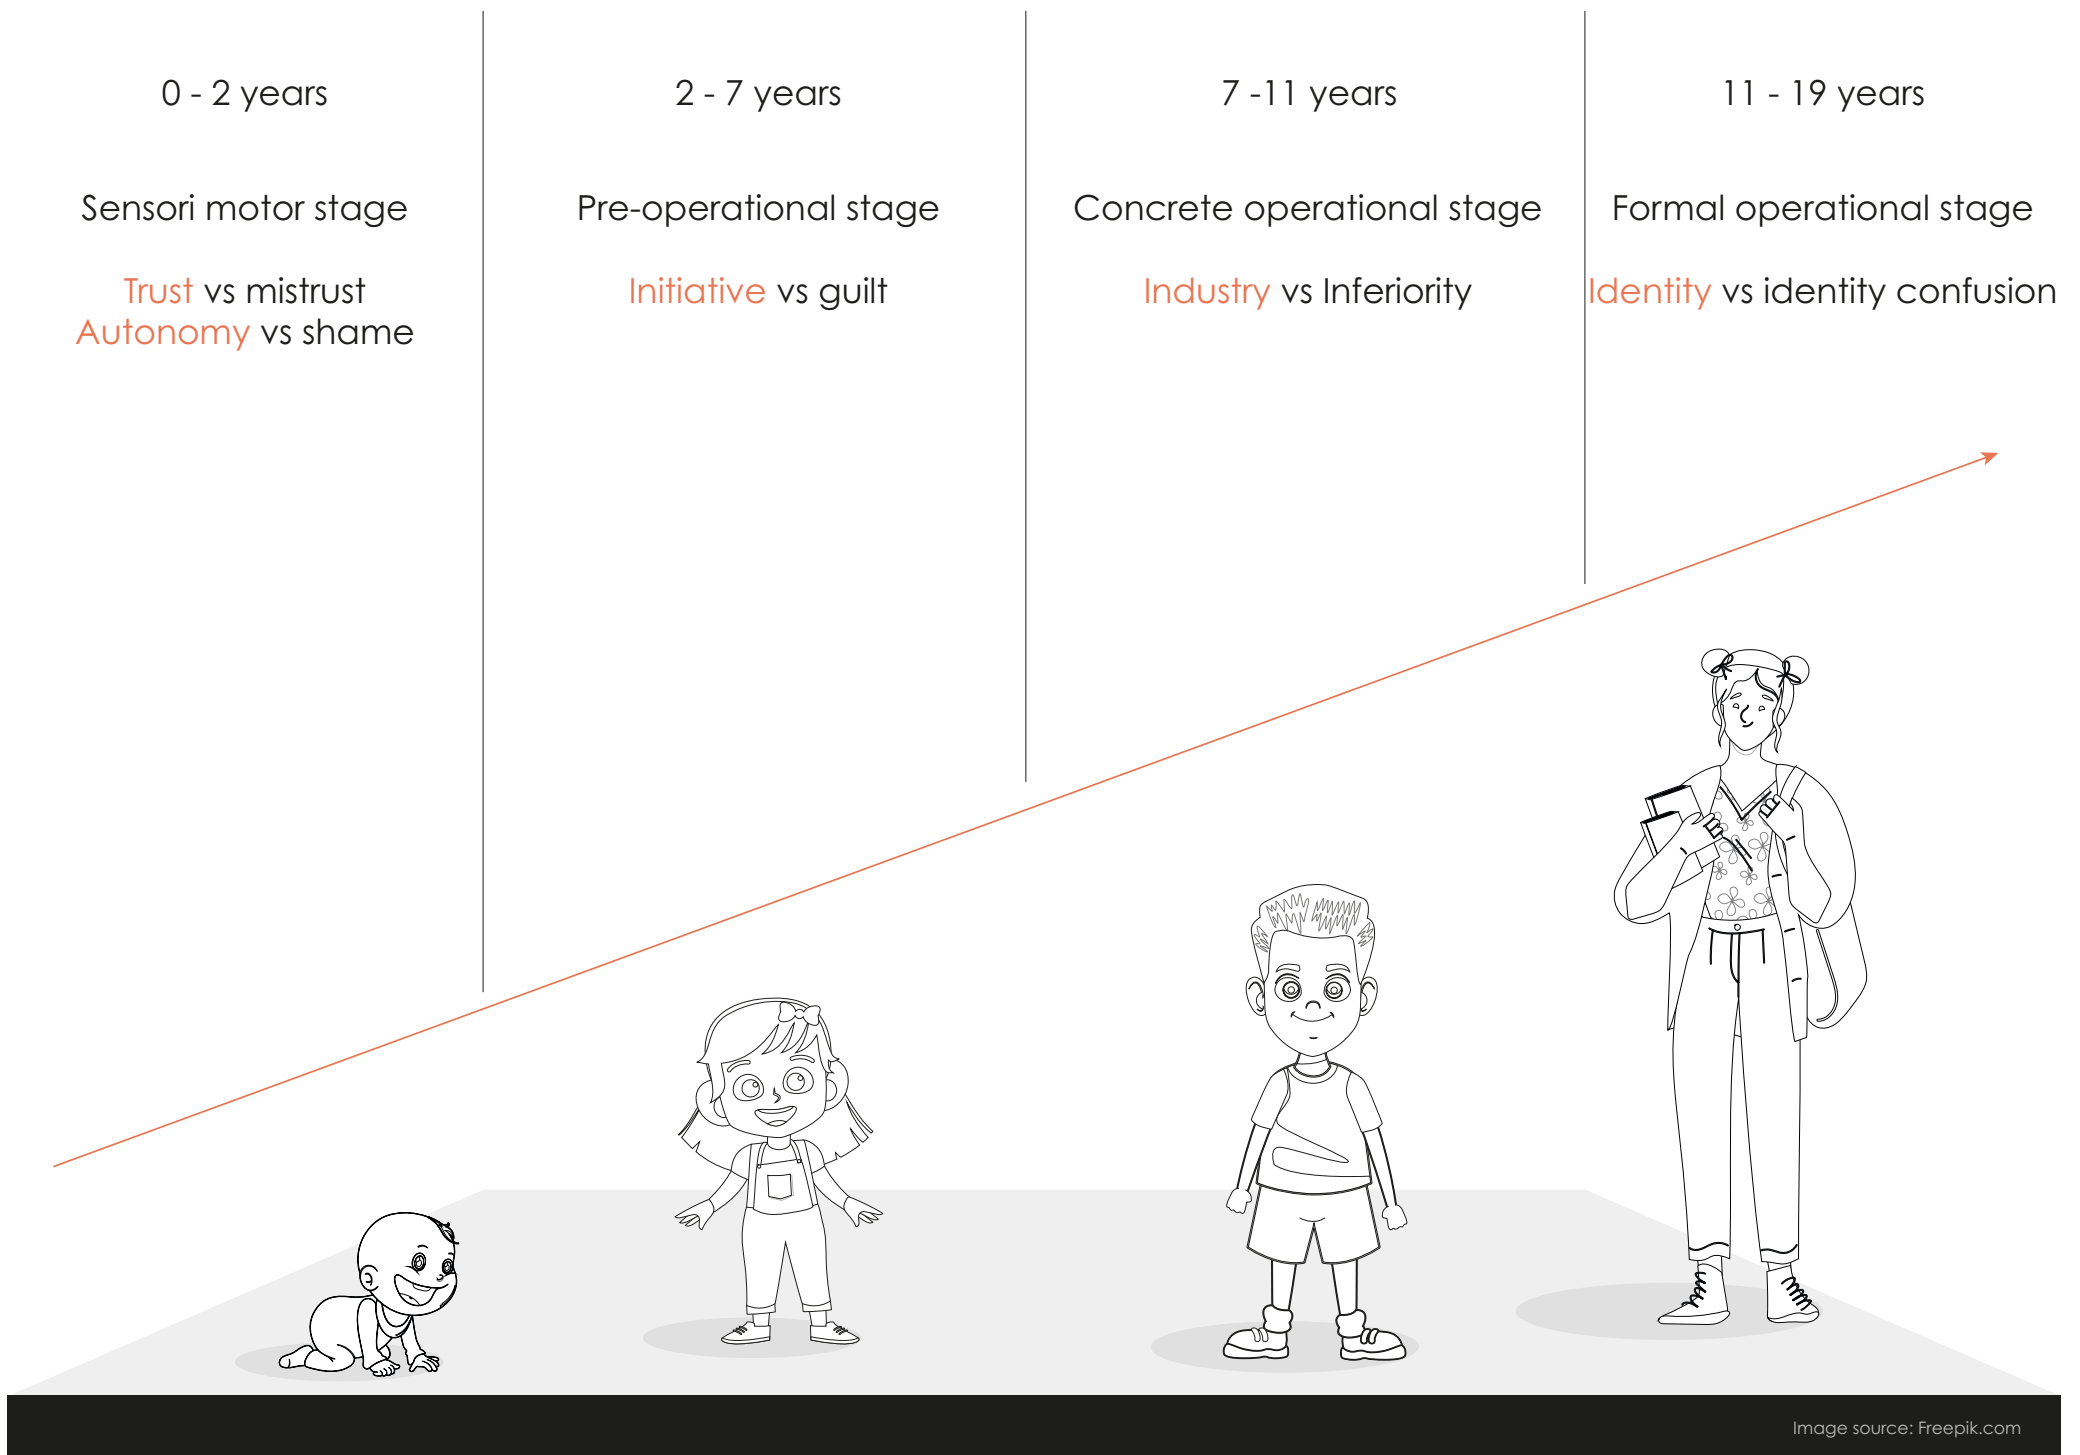 0 - 2 years
Sensori motor stage
Trust vs mistrust
Autonomy vs shame
2 - 7 years
Pre-operational stage
Initiative vs guilt
7 -11 years
Concrete operational stage
Industry vs Inferiority
11 - 19 years
Formal operational stage
Identity vs identity confusion
Image source: Freepik.com